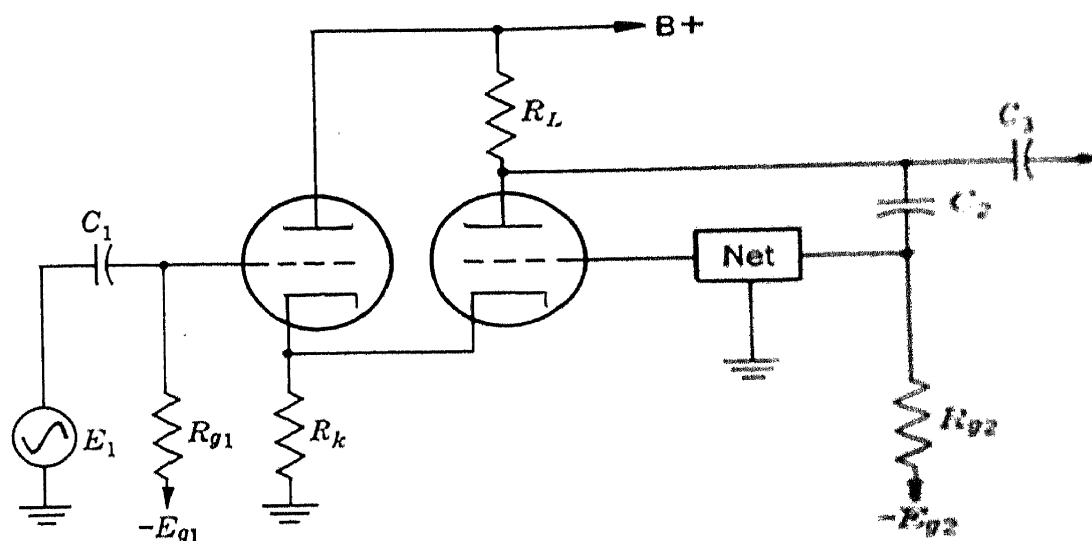 B+
R_L
C_3
C_1
C_2
Net
E_1
R_g1
R_k
R_g2
-E_g1
-E_g2